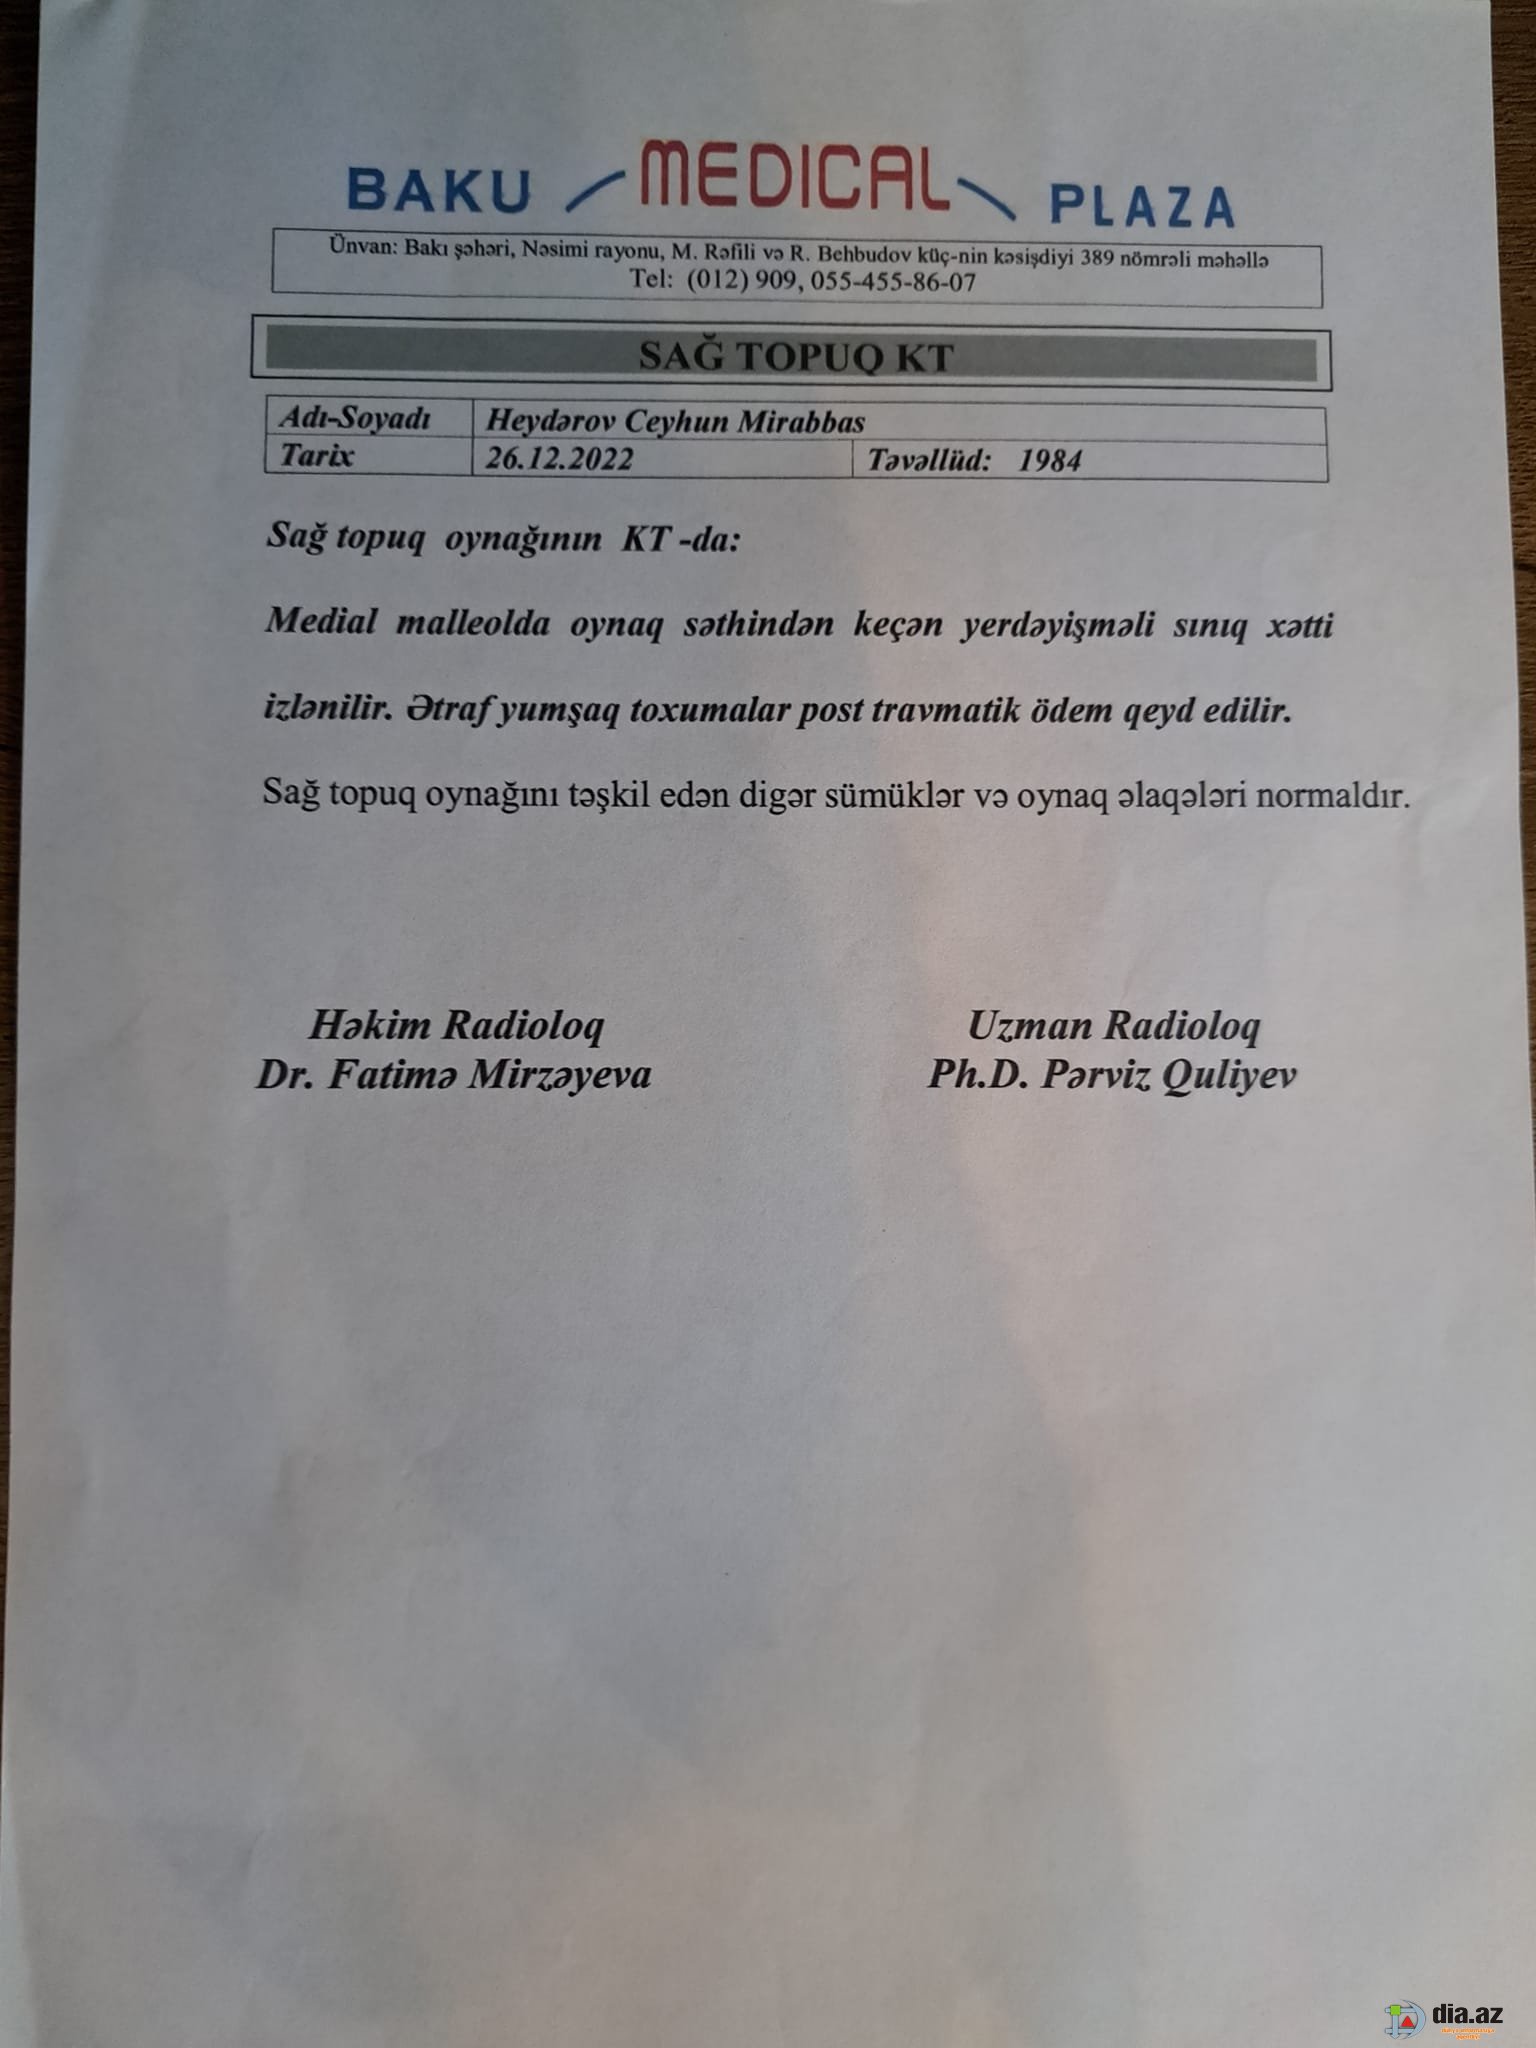 BAKU MEDICAL PLAZA
Ünvan: Bakı şəhəri, Nəsimi rayonu, M. Rəfili və R. Behbudov küç-nin kəsişdiyi 389 nömrəli məhəllə
Tel: (012) 909, 055-455-86-07
SAĞ TOPUQ KT
Adı-Soyadı Heydərov Ceyhun Mirabbas
Tarix 26.12.2022 Təvəllüd: 1984
Sağ topuq oynağının KT -da:
Medial malleolda oynaq səthindən keçən yerdəyişməli sınıq xətti
izlənilir. Ətraf yumşaq toxumalar post travmatik ödem qeyd edilir.
Sağ topuq oynağını təşkil edən digər sümüklər və oynaq əlaqələri normaldır.
Həkim Radioloq Uzman Radioloq
Dr. Fatimə Mirzəyeva Ph.D. Pərviz Quliyev
dia.az